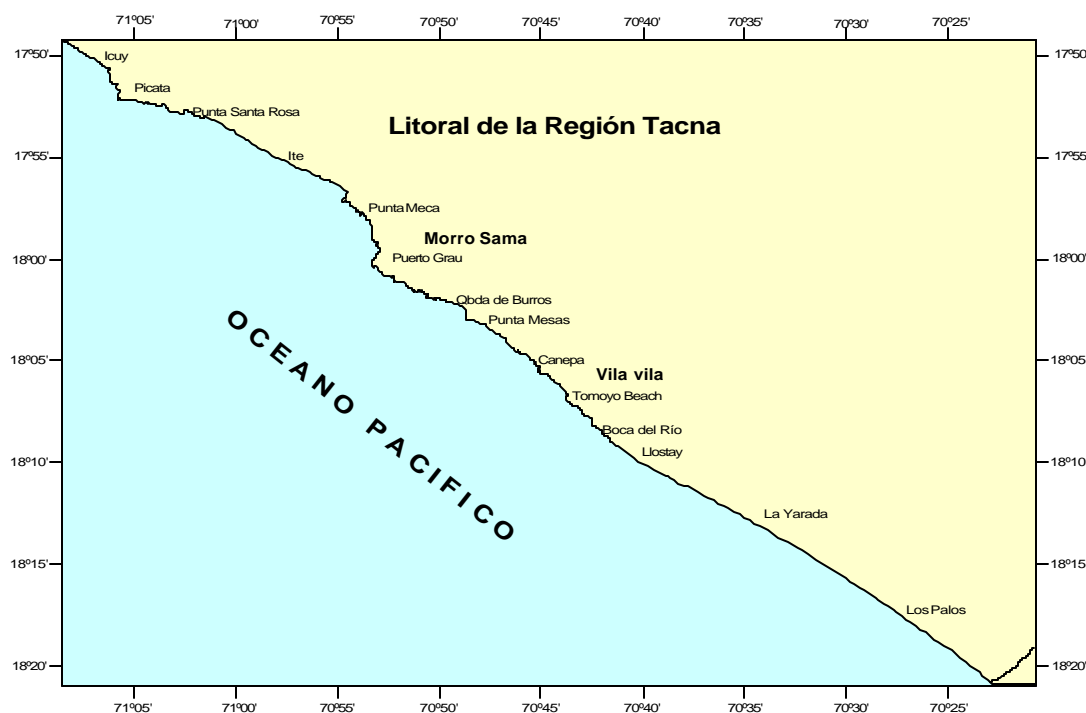 71º05' 71º00' 70º55' 70º50' 70º45' 70º40' 70º35' 70º30' 70º25'
17º50' 17º50'
Icuy
Picata
Punta Santa Rosa
Litoral de la Región Tacna
17º55' 17º55'
Ite
Punta Meca
Morro Sama
18º00' 18º00'
Puerto Grau
Qbda de Burros
Punta Mesas
OCEANO PACIFICO
18º05' 18º05'
Canepa
Vila vila
Tomoyo Beach
Boca del Río
Llostay
18º10' 18º10'
La Yarada
18º15' 18º15'
Los Palos
18º20' 18º20'
71º05' 71º00' 70º55' 70º50' 70º45' 70º40' 70º35' 70º30' 70º25'